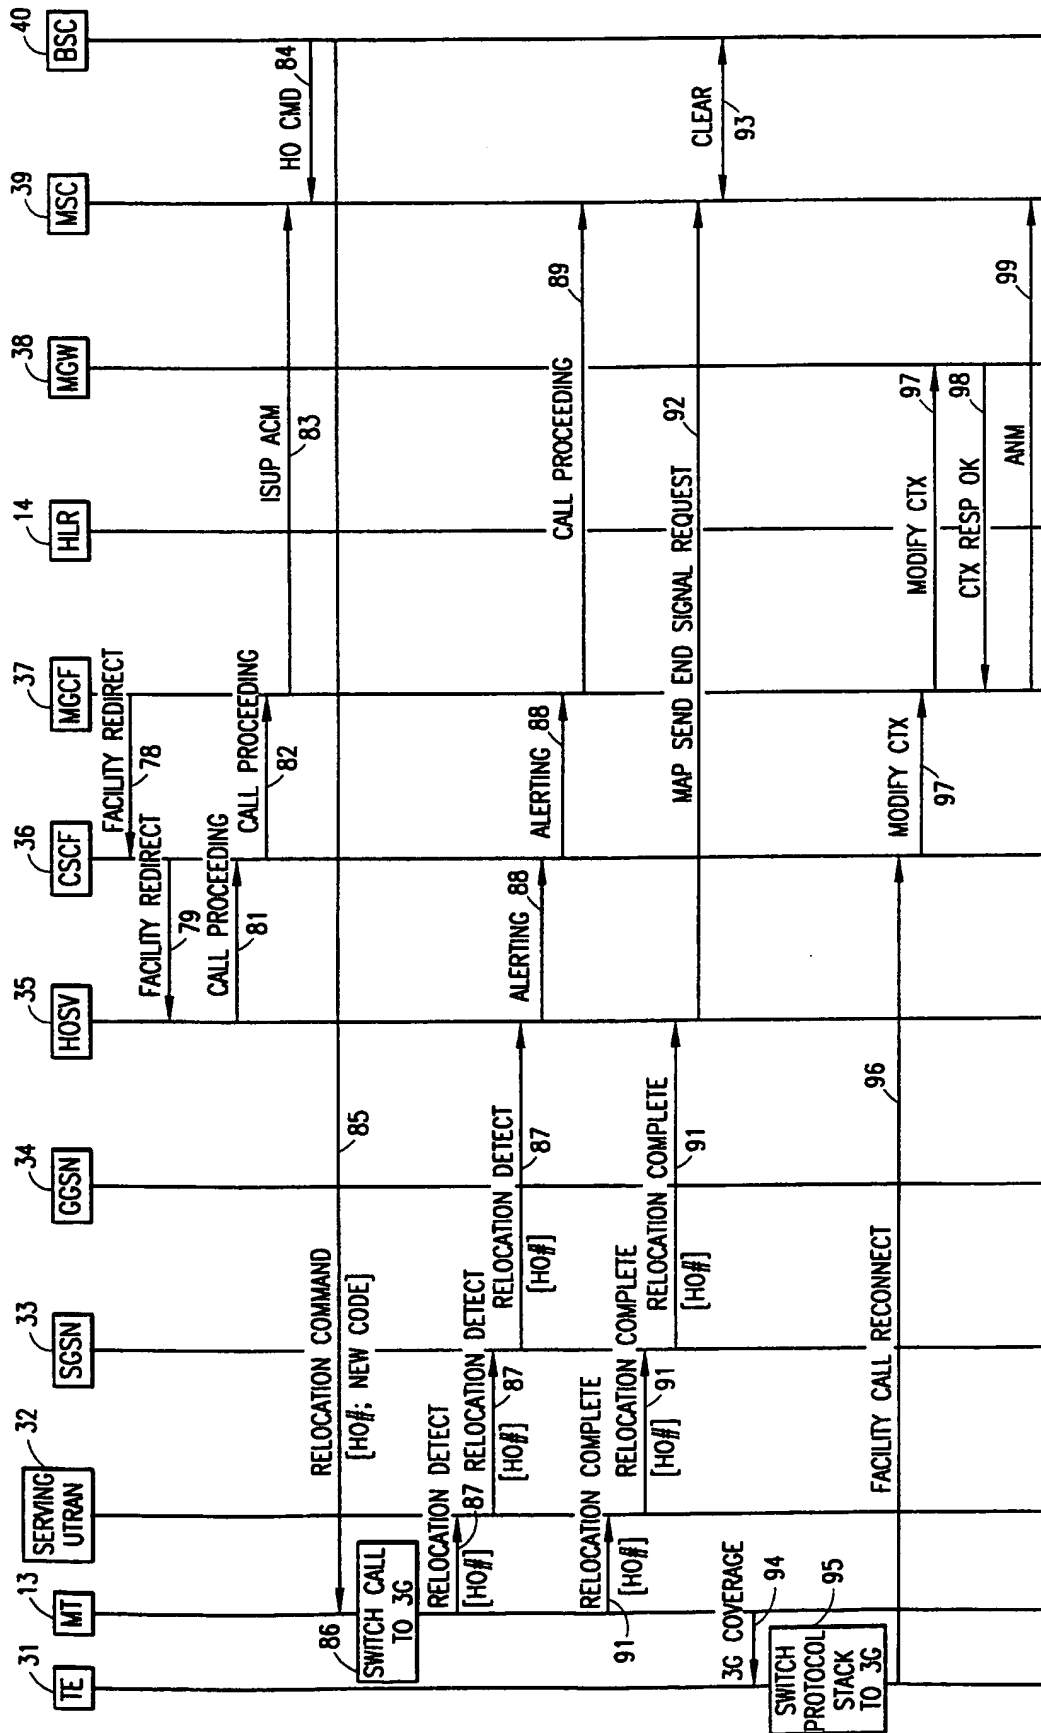 31
TE
13
MT
32
SERVING
UTRAN
33
SGSN
34
GGSN
35
HOSV
36
CSCF
37
MGCF
14
HLR
38
MGW
39
MSC
40
BSC
FACILITY REDIRECT
78
FACILITY REDIRECT
79
CALL PROCEEDING
81
CALL PROCEEDING
82
ISUP ACM
83
HO CMD
84
RELOCATION COMMAND
[HO#; NEW CODE]
85
86
SWITCH CALL
TO 3G
RELOCATION DETECT
87
[HO#]
RELOCATION DETECT
87
[HO#]
RELOCATION DETECT
87
[HO#]
ALERTING 88
ALERTING 88
CALL PROCEEDING
89
RELOCATION COMPLETE
91
[HO#]
RELOCATION COMPLETE
91
[HO#]
RELOCATION COMPLETE
91
[HO#]
MAP SEND END SIGNAL REQUEST
92
CLEAR
93
3G COVERAGE
94
SWITCH
PROTOCOL
STACK
TO 3G
95
FACILITY CALL RECONNECT
96
MODIFY CTX
97
MODIFY CTX
97
CTX RESP OK
98
ANM
99